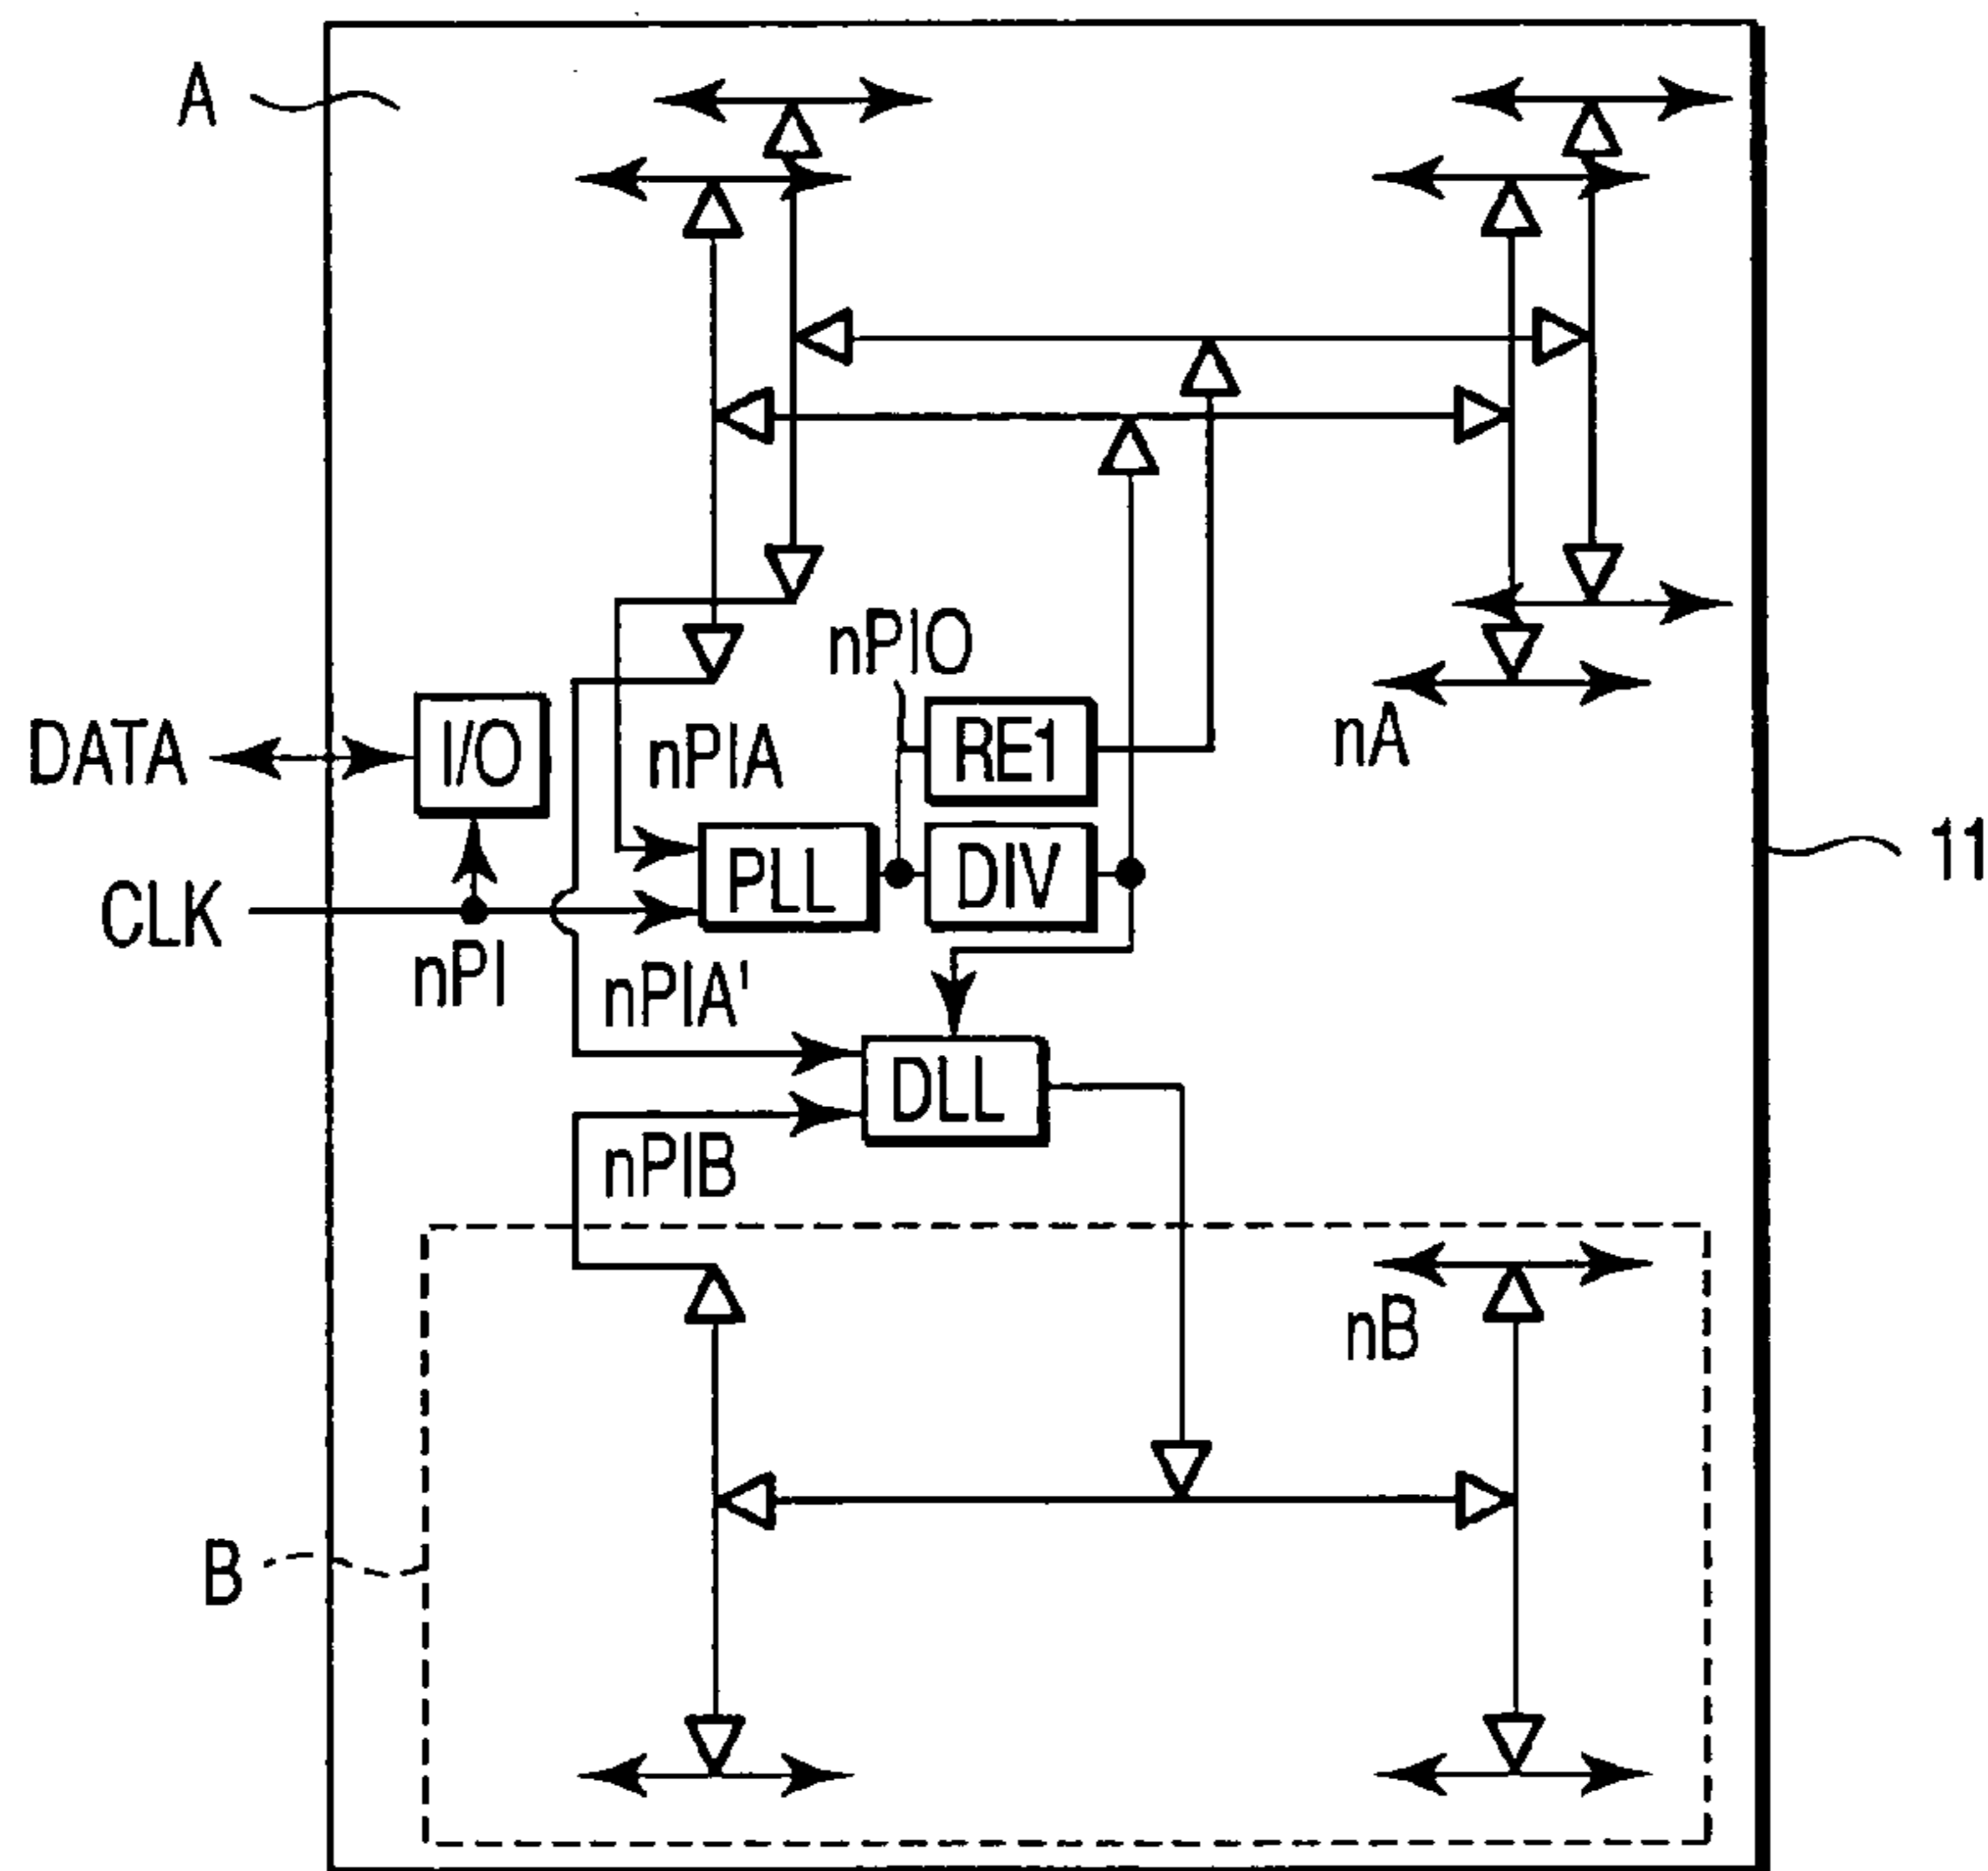 A
nPIO
DATA
I/O
nPIA
RE1
nA
11
CLK
PLL
DIV
nPI
nPIA'
DLL
nPIB
nB
B